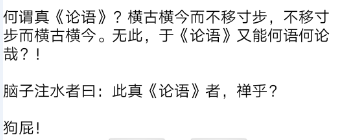 何谓真《论语》？横古横今而不移寸步，不移寸
步而横古横今。无此，于《论语》又能何语何论
哉？！
脑子注水者曰：此真《论语》者，禅乎？
狗屁！